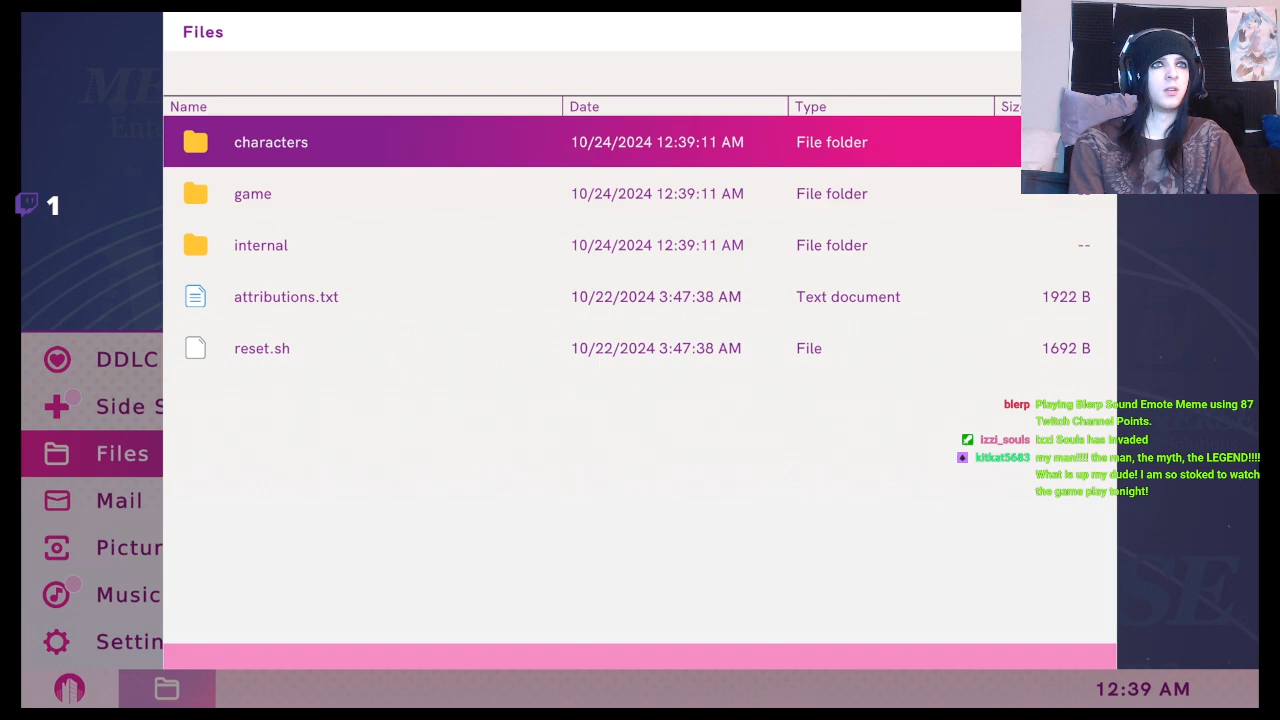 Files
Name Date Type Siz
characters 10/24/2024 12:39:11 AM File folder
game 10/24/2024 12:39:11 AM File folder
internal 10/24/2024 12:39:11 AM File folder --
attributions.txt 10/22/2024 3:47:38 AM Text document 1922 B
reset.sh 10/22/2024 3:47:38 AM File 1692 B
1
DDLC
Side S
Files
Mail
Pictur
Music
Settin
blerp Playing Blerp Sound Emote Meme using 87
Twitch Channel Points.
izzi_souls Izzi Souls has invaded
kitkat5683 my man!!!! the man, the myth, the LEGEND!!!!
What is up my dude! I am so stoked to watch
the game play tonight!
12:39 AM